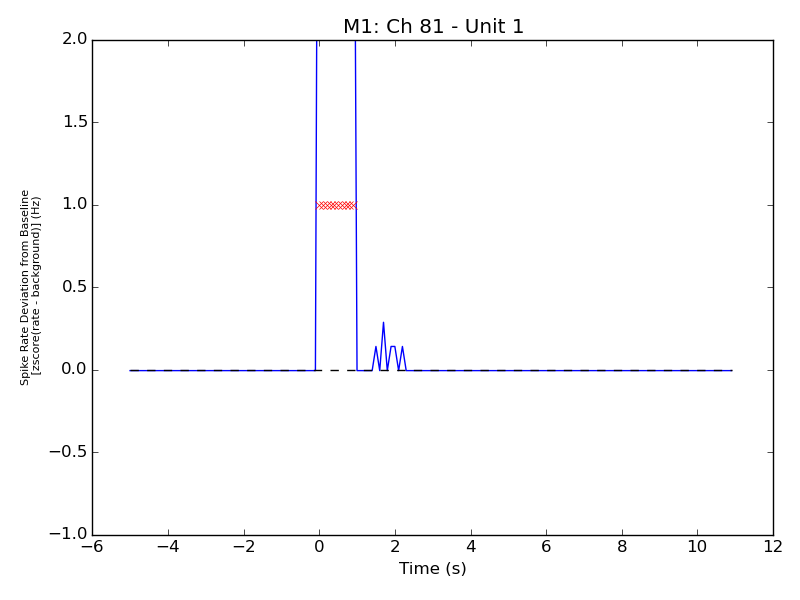 M1: Ch 81 - Unit 1
2.0
1.5
1.0
0.5
0.0
−0.5
−1.0
Spike Rate Deviation from Baseline
[zscore(rate - background)] (Hz)
−6 −4 −2 0 2 4 6 8 10 12
Time (s)